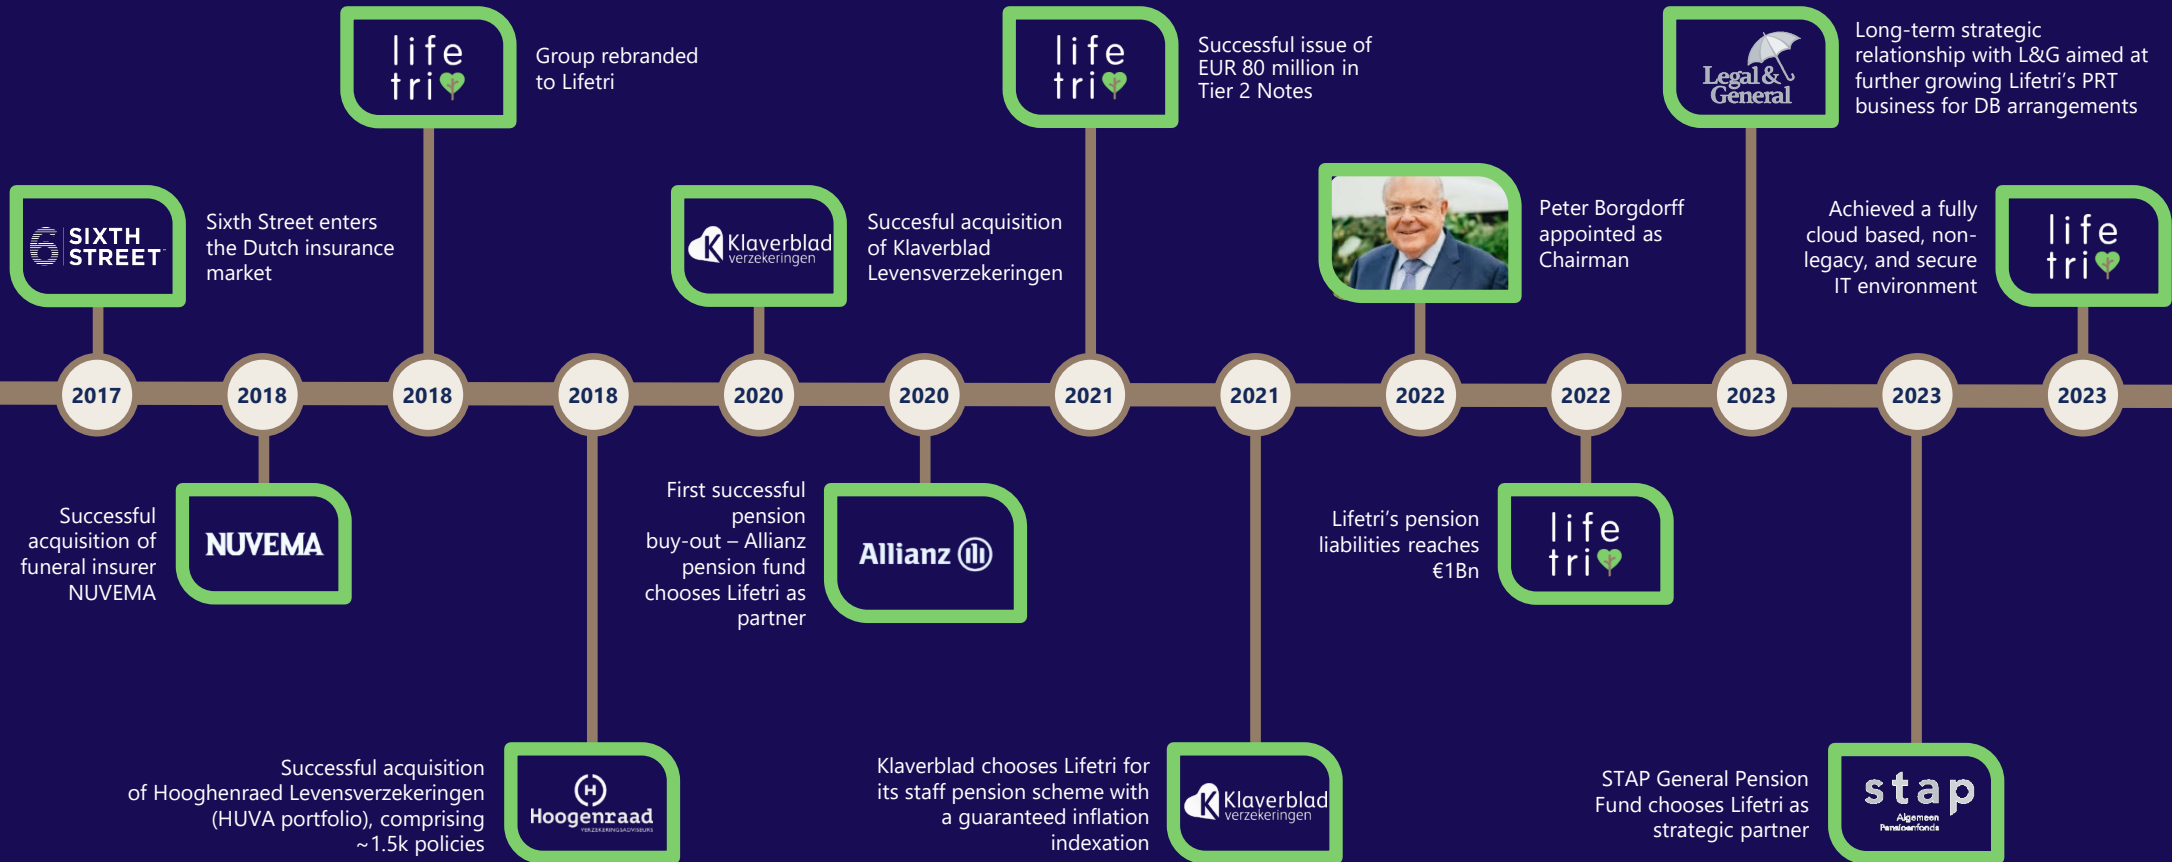 life
tri
Group rebranded
to Lifetri
life
tri
Successful issue of
EUR 80 million in
Tier 2 Notes
Legal &
General
Long-term strategic
relationship with L&G aimed at
further growing Lifetri's PRT
business for DB arrangements
6 SIXTH
STREET
Sixth Street enters
the Dutch insurance
market
Klaverblad
verzekeringen
Succesful acquisition
of Klaverblad
Levensverzekeringen
Peter Borgdorff
appointed as
Chairman
Achieved a fully
cloud based, non-
legacy, and secure
IT environment
life
tri
2017
2018
2018
2018
2020
2020
2021
2021
2022
2022
2023
2023
2023
Successful
acquisition of
funeral insurer
NUVEMA
NUVEMA
First successful
pension
buy-out – Allianz
pension fund
chooses Lifetri as
partner
Allianz
Lifetri's pension
liabilities reaches
€1Bn
life
tri
Successful acquisition
of Hooghenraed Levensverzekeringen
(HUVA portfolio), comprising
~1.5k policies
H
Hoogenraad
VERZEKERINGSADVISEURS
Klaverblad chooses Lifetri for
its staff pension scheme with
a guaranteed inflation
indexation
Klaverblad
verzekeringen
STAP General Pension
Fund chooses Lifetri as
strategic partner
stap
Algemeen
Pensioenfonds